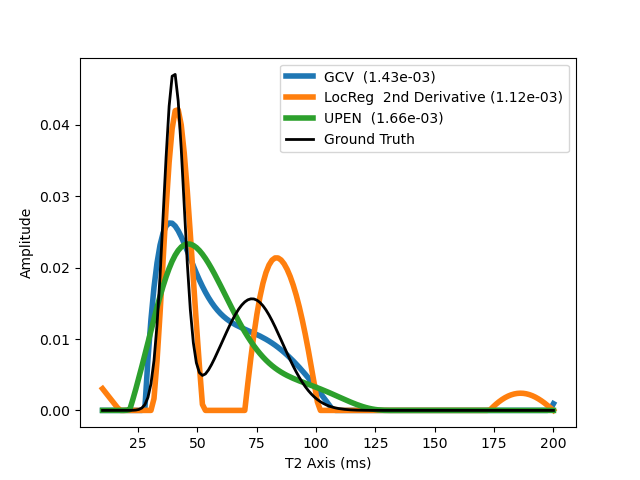 GCV (1.43e-03)
LocReg 2nd Derivative (1.12e-03)
UPEN (1.66e-03)
Ground Truth
0.04
0.03
0.02
0.01
0.00
Amplitude
25 50 75 100 125 150 175 200
T2 Axis (ms)